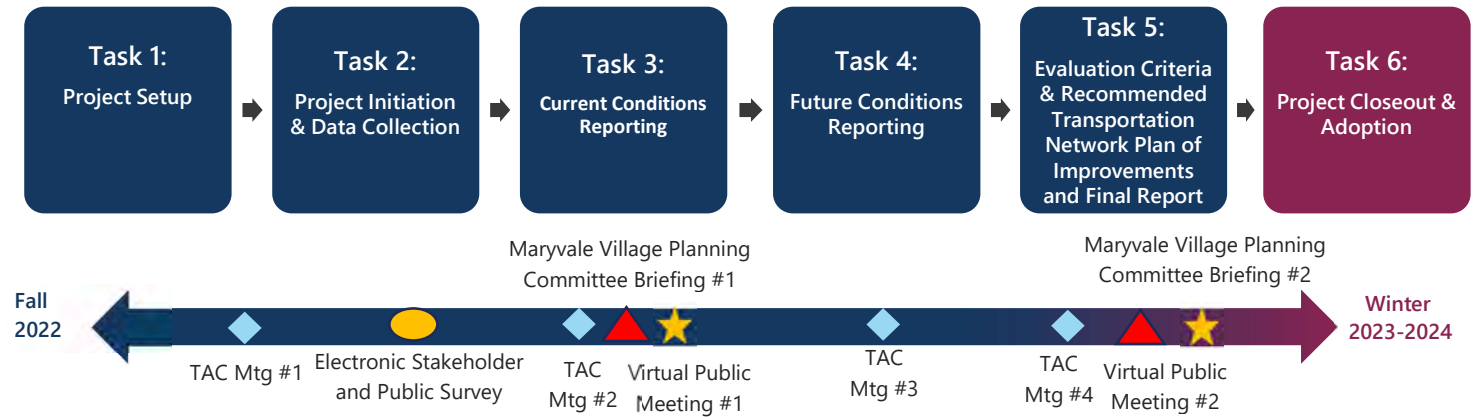 Task 1:
Project Setup
Task 2:
Project Initiation
& Data Collection
Task 3:
Current Conditions
Reporting
Task 4:
Future Conditions
Reporting
Task 5:
Evaluation Criteria
& Recommended
Transportation
Network Plan of
Improvements
and Final Report
Task 6:
Project Closeout &
Adoption
Maryvale Village Planning
Committee Briefing #1
Maryvale Village Planning
Committee Briefing #2
Fall
2022
Winter
2023-2024
TAC Mtg #1
Electronic Stakeholder
and Public Survey
TAC
Mtg #2
Virtual Public
Meeting #1
TAC
Mtg #3
TAC
Mtg #4
Virtual Public
Meeting #2